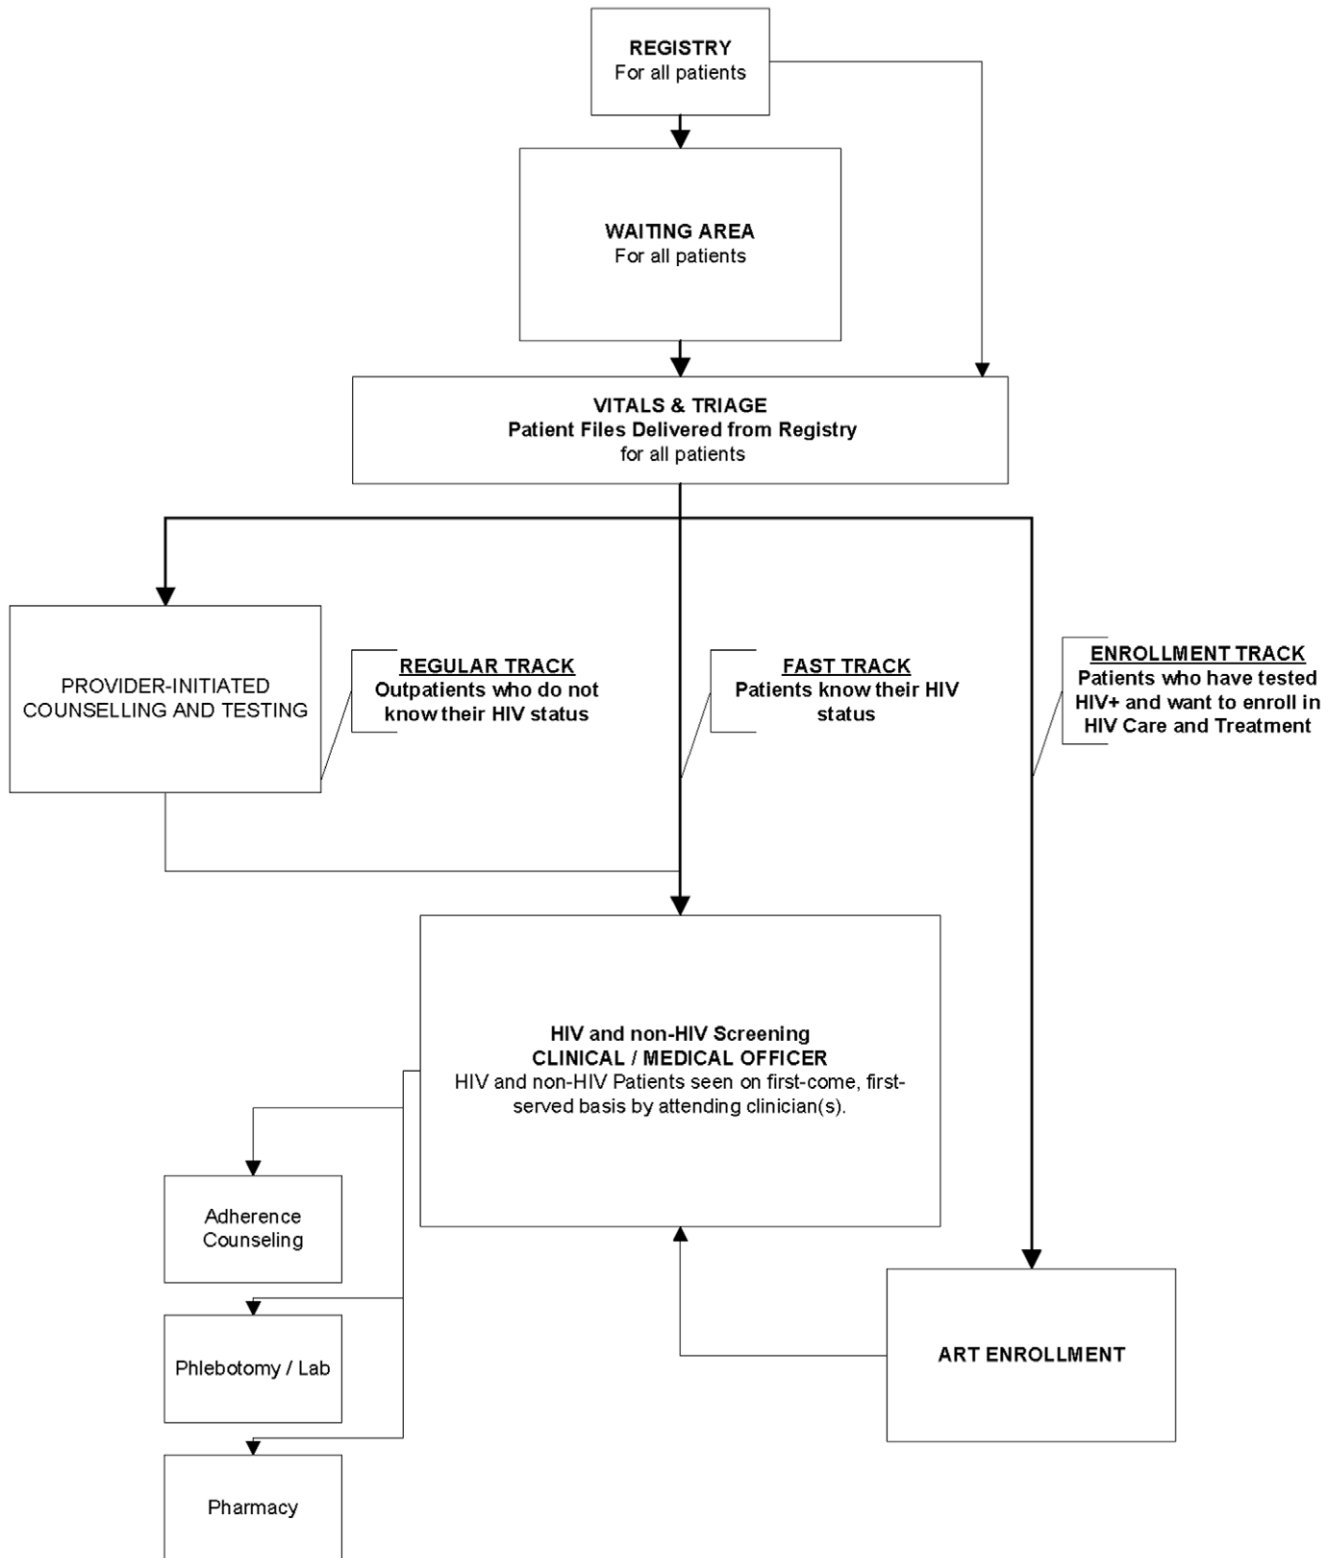 REGISTRY
For all patients
WAITING AREA
For all patients
VITALS & TRIAGE
Patient Files Delivered from Registry
for all patients
PROVIDER-INITIATED
COUNSELLING AND TESTING
REGULAR TRACK
Outpatients who do not
know their HIV status
FAST TRACK
Patients know their HIV
status
ENROLLMENT TRACK
Patients who have tested
HIV+ and want to enroll in
HIV Care and Treatment
HIV and non-HIV Screening
CLINICAL / MEDICAL OFFICER
HIV and non-HIV Patients seen on first-come, first-
served basis by attending clinician(s).
Adherence
Counseling
Phlebotomy / Lab
Pharmacy
ART ENROLLMENT